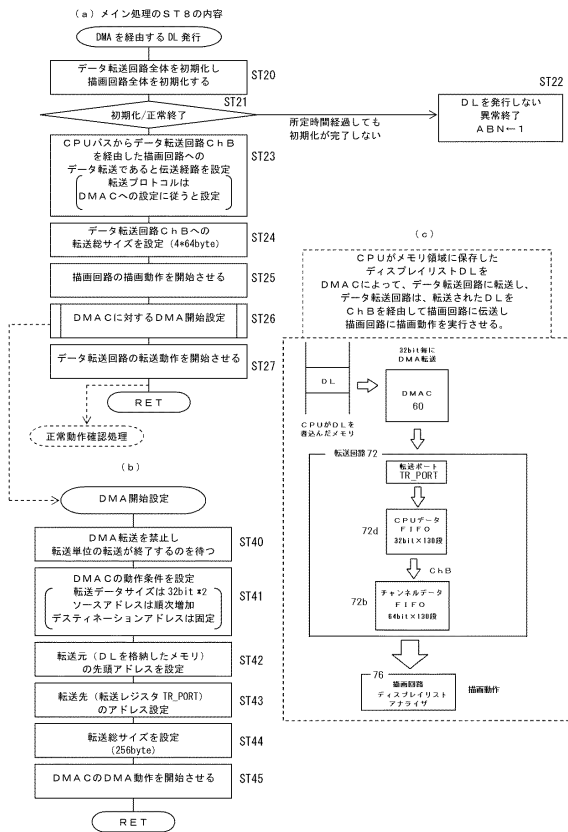 (a)メイン処理のST8の内容
DMAを経由するDL発行
データ転送回路全体を初期化し
描画回路全体を初期化する
ST20
ST21
初期化/正常終了
所定時間経過しても
初期化が完了しない
ST22
DLを発行しない
異常終了
ABN←1
CPUバスからデータ転送回路ChB
を経由した描画回路への
データ転送であると伝送経路を設定
転送プロトコルは
DMACへの設定に従うと設定
ST23
データ転送回路ChBへの
転送総サイズを設定(4*64byte)
ST24
描画回路の描画動作を開始させる
ST25
DMACに対するDMA開始設定
ST26
データ転送回路の転送動作を開始させる
ST27
RET
正常動作確認処理
(b)
DMA開始設定
DMA転送を禁止し
転送単位の転送が終了するのを待つ
ST40
DMACの動作条件を設定
転送データサイズは32bit*2
ソースアドレスは順次増加
デスティネーションアドレスは固定
ST41
転送元(DLを格納したメモリ)
の先頭アドレスを設定
ST42
転送先(転送レジスタTR_PORT)
のアドレス設定
ST43
転送総サイズを設定
(256byte)
ST44
DMACのDMA動作を開始させる
ST45
RET
(c)
CPUがメモリ領域に保存した
ディスプレイリストDLを
DMACによって、データ転送回路に転送し、
データ転送回路は、転送されたDLを
ChBを経由して描画回路に伝送し
描画回路に描画動作を実行させる。
32bit毎に
DMA転送
DL
DMAC
60
CPUがDLを
書込んだメモリ
転送回路72
転送ポート
TR_PORT
72d
CPUデータ
FIFO
32bit×130段
ChB
72b
チャンネルデータ
FIFO
64bit×130段
76
描画回路
ディスプレイリスト
アナライザ
描画動作